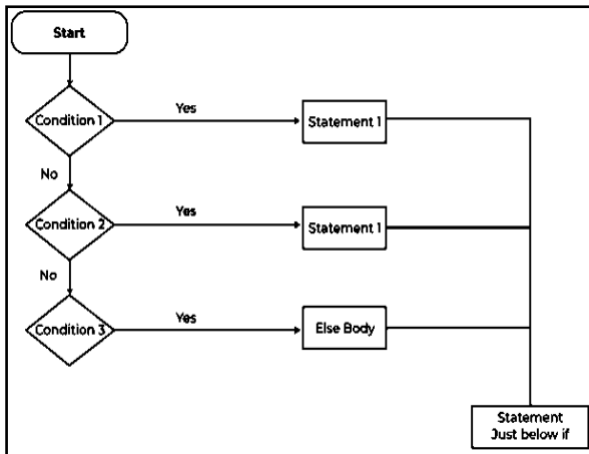 Start
Condition 1
Yes
Statement 1
No
Condition 2
Yes
Statement 1
No
Condition 3
Yes
Else Body
Statement
Just below if